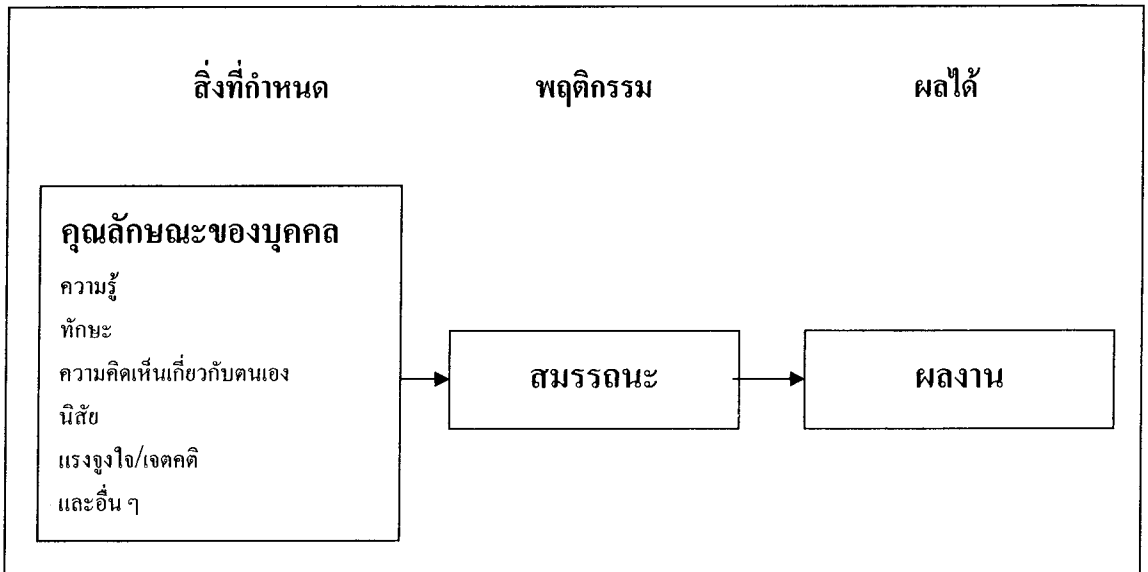 สิ่งที่กำหนด พฤติกรรม ผลได้
คุณลักษณะของบุคคล
ความรู้
ทักษะ
ความคิดเห็นเกี่ยวกับตนเอง
นิสัย
แรงจูงใจ/เจตคติ
และอื่น ๆ
สมรรถนะ
ผลงาน